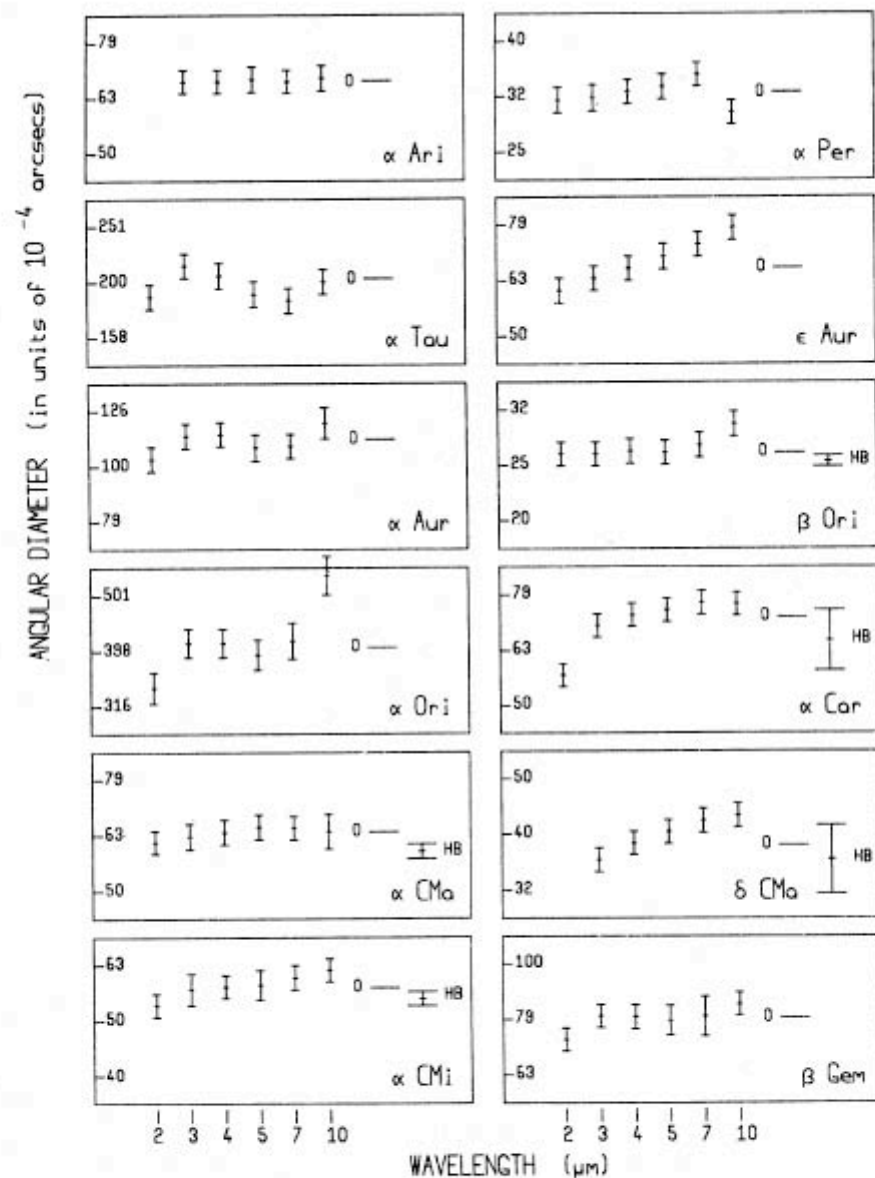 ANGULAR DIAMETER (in units of 10⁻⁴ arcsecs)
79
63
50
α Ari
D
40
32
25
α Per
D
251
200
158
α Tau
D
79
63
50
ε Aur
D
126
100
79
α Aur
D
32
25
20
β Ori
D
HB
501
398
316
α Ori
D
79
63
50
α Car
D
HB
79
63
50
α CMa
D
HB
50
40
32
δ CMa
D
HB
63
50
40
α CMi
D
HB
100
79
63
β Gem
D
2 3 4 5 7 10
2 3 4 5 7 10
WAVELENGTH (μm)